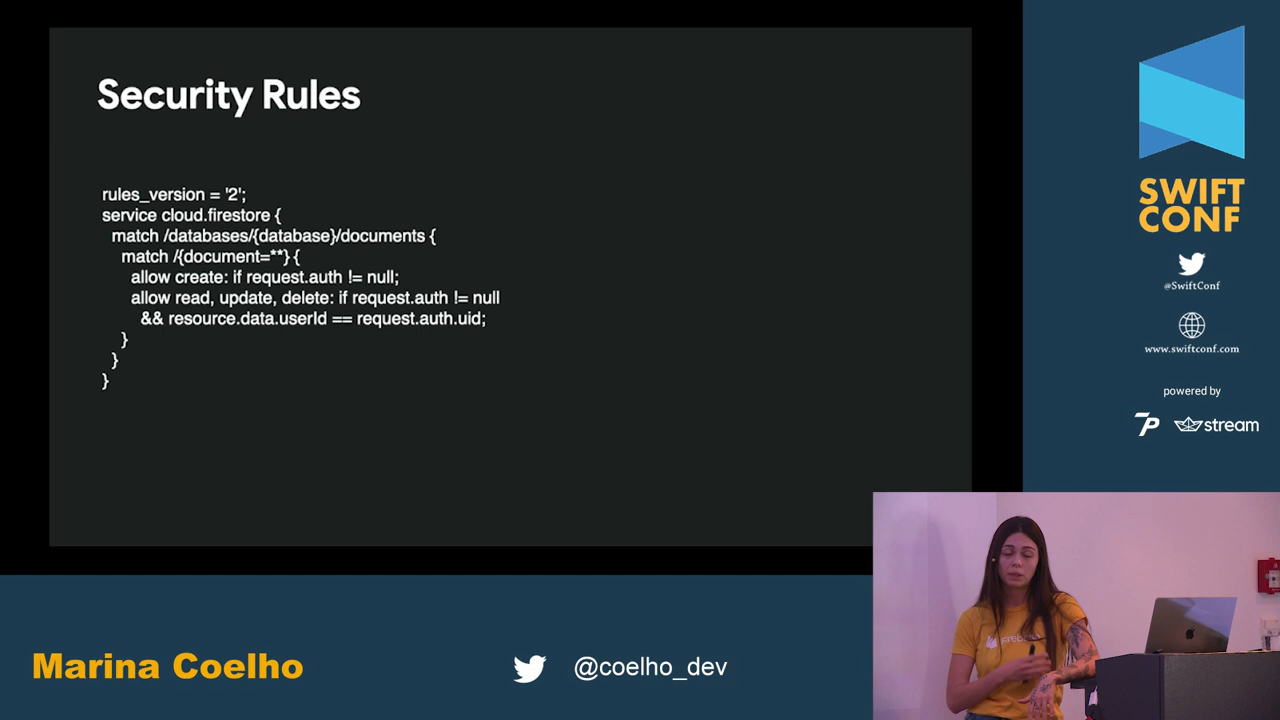 Security Rules
rules_version = '2';
service cloud.firestore {
match /databases/{database}/documents {
match /{document=**} {
allow create: if request.auth != null;
allow read, update, delete: if request.auth != null
&& resource.data.userId == request.auth.uid;
}
}
}
SWIFT
CONF
@SwiftConf
www.swiftconf.com
powered by
7P
stream
Marina Coelho
@coelho_dev